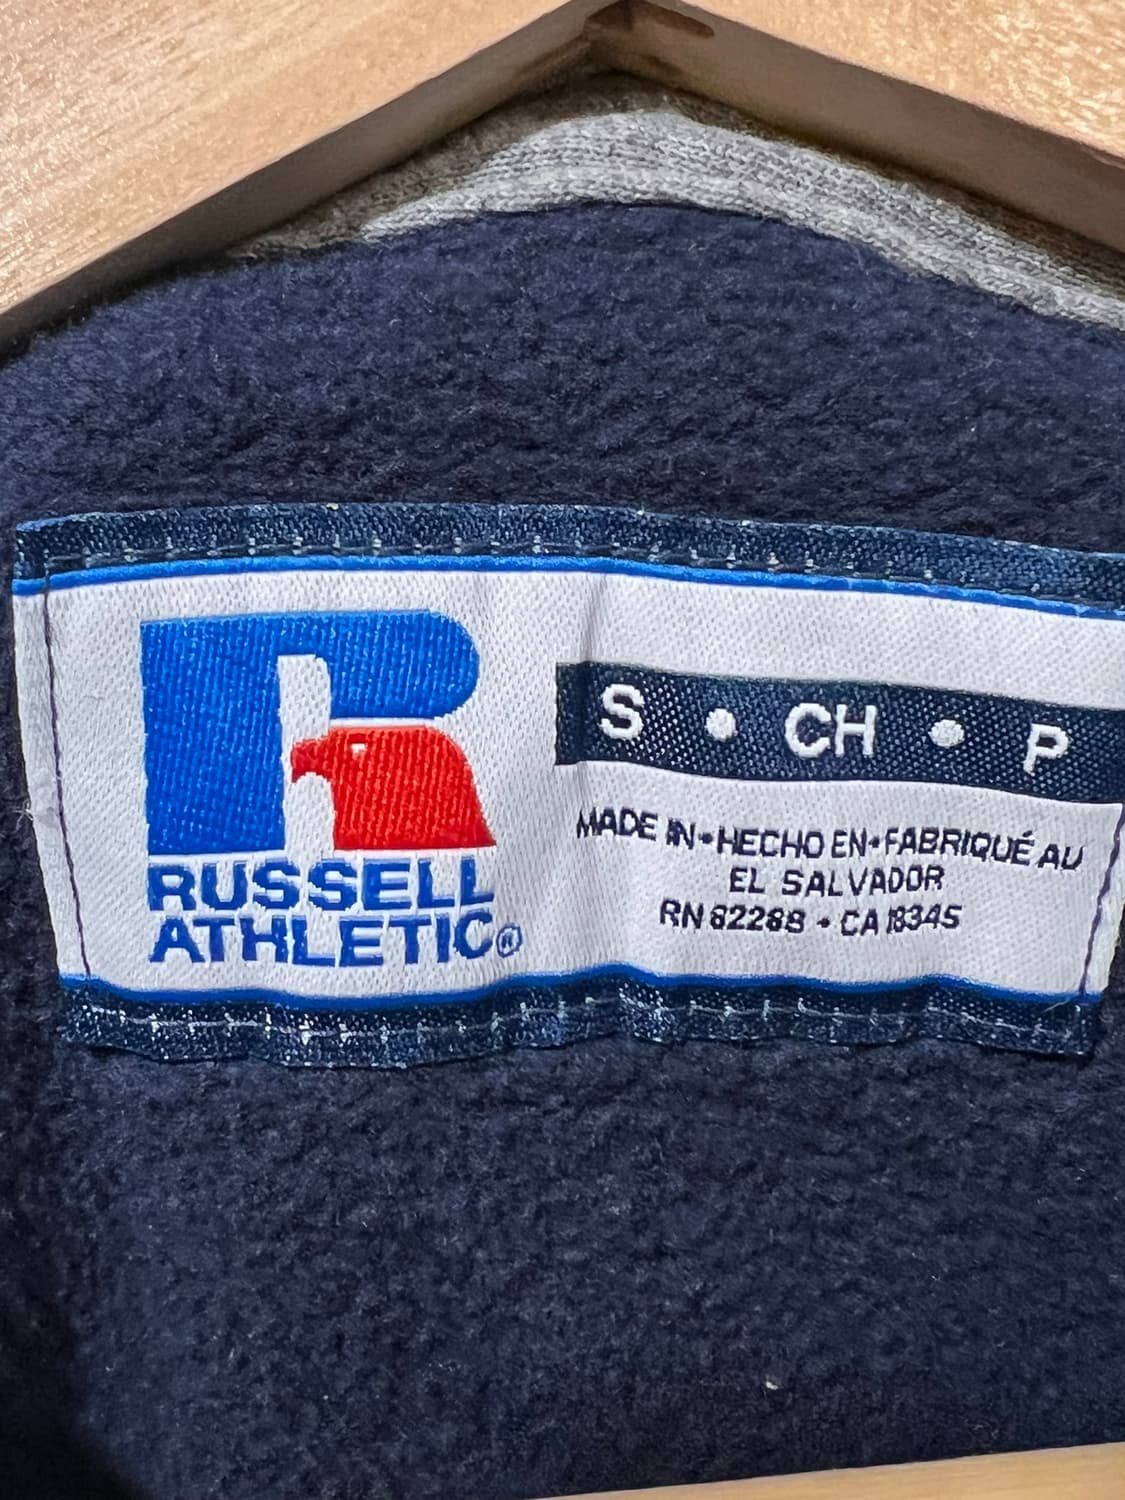 RUSSELL
ATHLETIC®
S • CH • P
MADE IN • HECHO EN • FABRIQUÉ AU
EL SALVADOR
RN 82288 • CA 18345